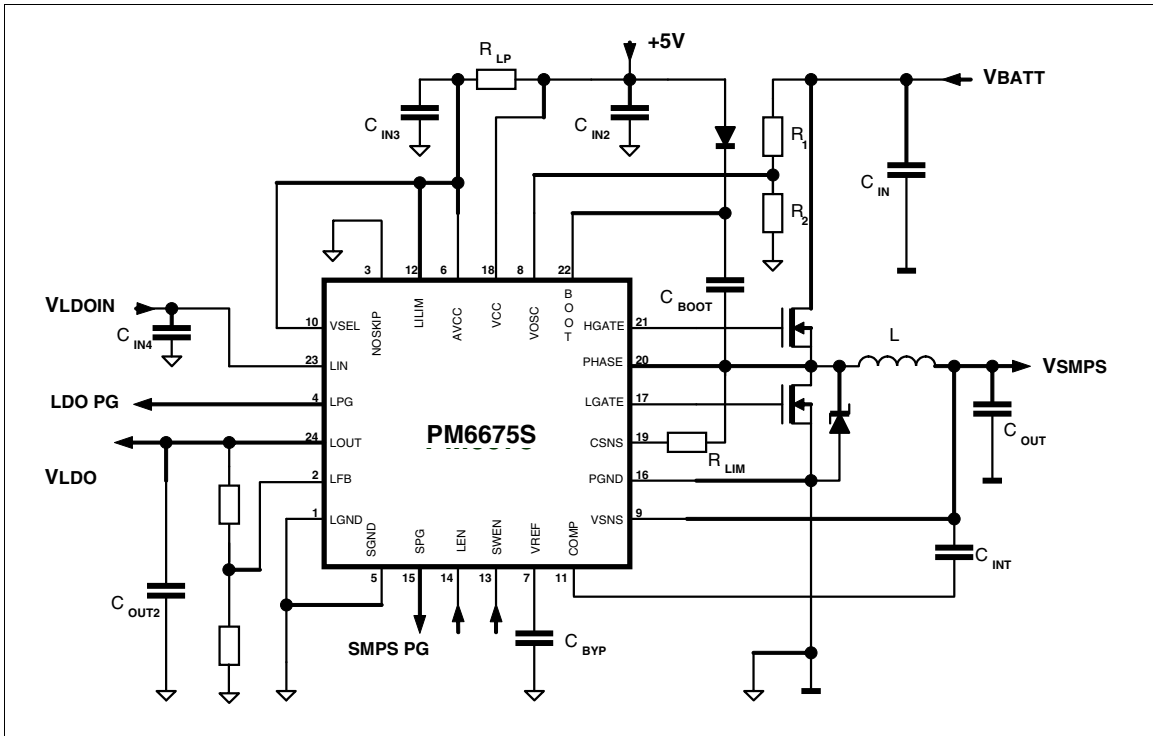 +5V
R LP
VBATT
C IN3
C IN2
R 1
C IN
R 2
3
12
6
18
8
22
VLDOIN
C IN4
LDO PG
VLDO
C OUT2
10
23
4
24
2
1
VSEL
LIN
LPG
LOUT
LFB
LGND
NOSKIP
LILIM
AVCC
VCC
VOSC
BOOT
PM6675S
HGATE
PHASE
LGATE
CSNS
PGND
VSNS
21
20
17
19
16
9
C BOOT
L
VSMPS
C OUT
R LIM
C INT
SGND
SPG
LEN
SWEN
VREF
COMP
5
15
14
13
7
11
SMPS PG
C BYP